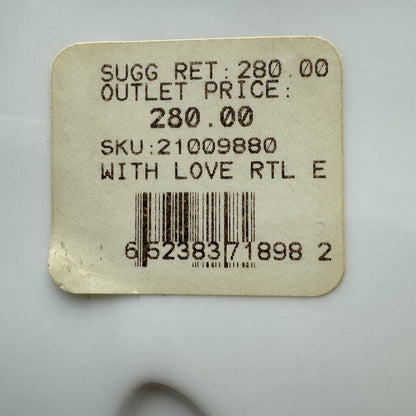 SUGG RET:280.00
OUTLET PRICE:
280.00
SKU:21009880
WITH LOVE RTL E
6 52383 71898 2